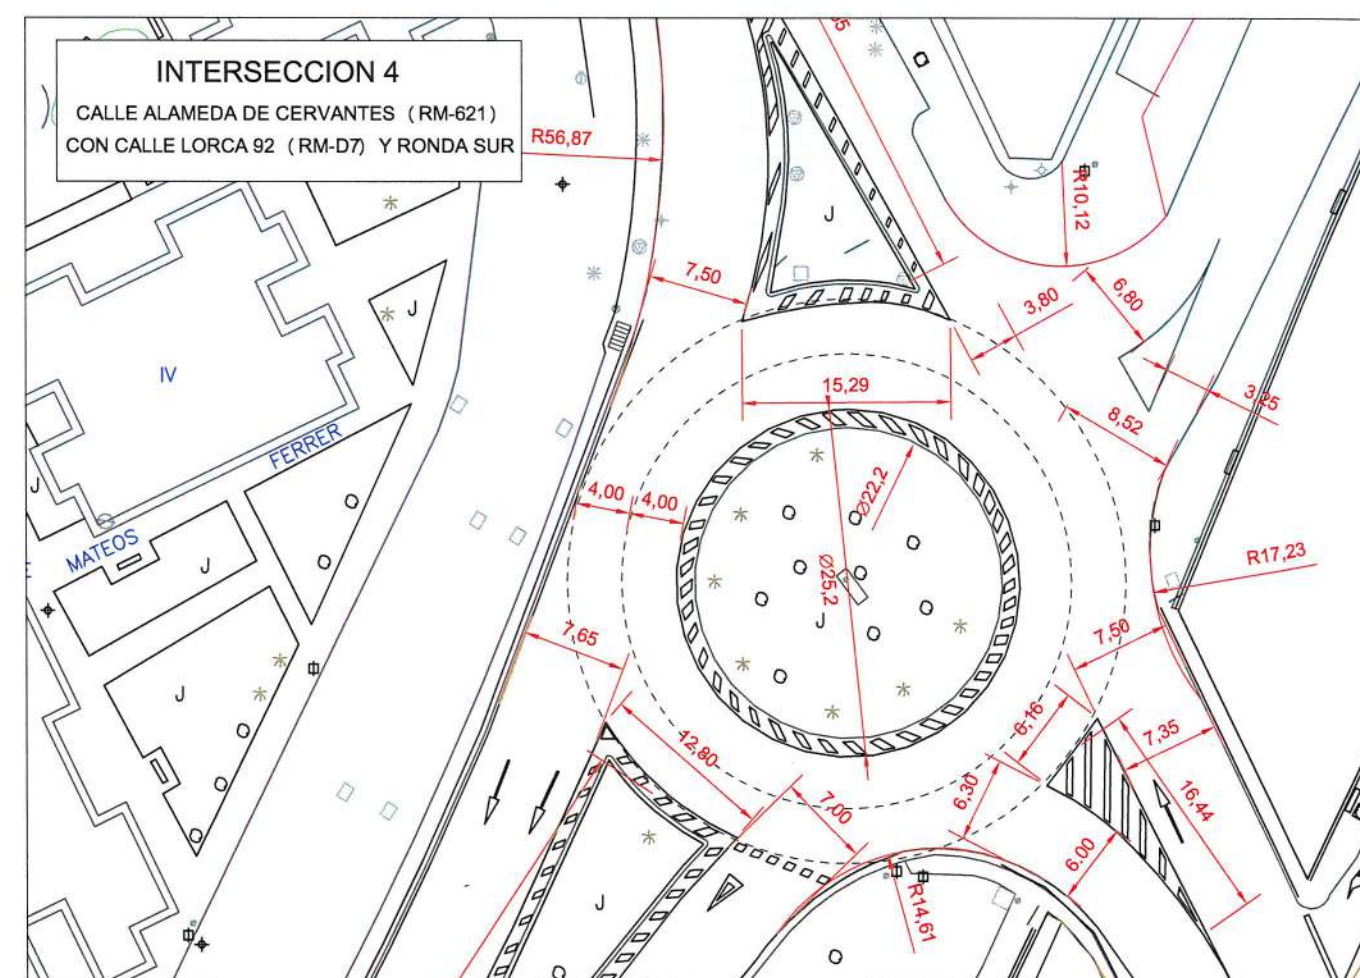 INTERSECCION 4
CALLE ALAMEDA DE CERVANTES (RM-621)
CON CALLE LORCA 92 (RM-D7) Y RONDA SUR
R56,87
R10,12
J
7,50
6,80
3,80
J
IV
15,29
3,25
8,52
FERRER
Ø22,2
J
4,00
4,00
MATEOS
Ø25,2
R17,23
J
J
7,65
7,50
J
6,16
7,35
12,80
6,30
16,44
7,00
6.00
J
R14,61